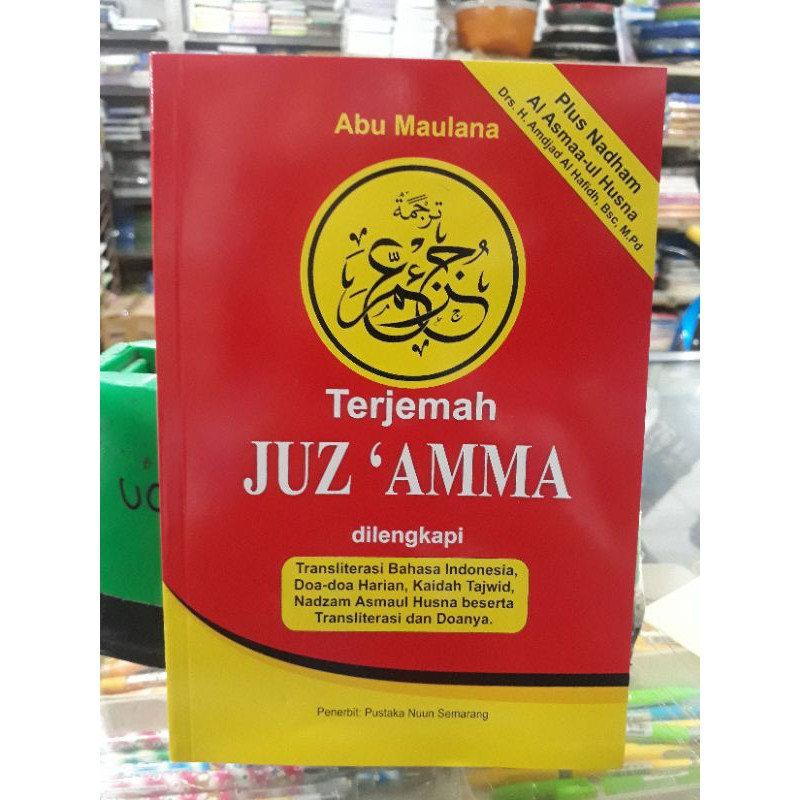 Abu Maulana
Plus Nadham
Al Asmaa-ul Husna
Drs. H. Amdjad Al Hafidh, Bsc, M.Pd
ترجمة
جزء عم
Terjemah
JUZ ‘AMMA
dilengkapi
Transliterasi Bahasa Indonesia,
Doa-doa Harian, Kaidah Tajwid,
Nadzam Asmaul Husna beserta
Transliterasi dan Doanya.
Penerbit: Pustaka Nuun Semarang